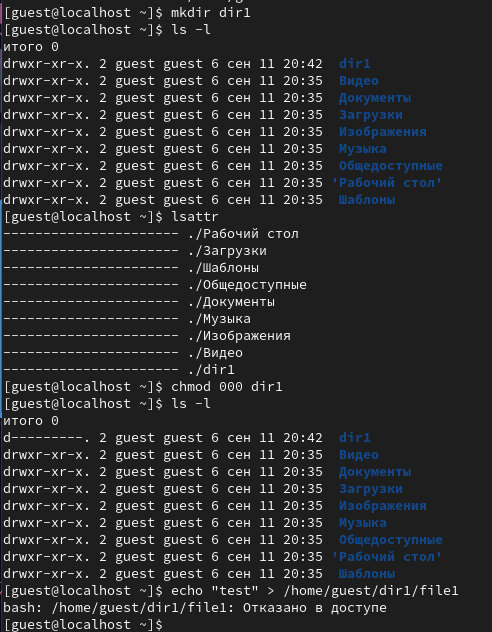 [guest@localhost ~]$ mkdir dir1
[guest@localhost ~]$ ls -l
итого 0
drwxr-xr-x. 2 guest guest 6 сен 11 20:42  dir1
drwxr-xr-x. 2 guest guest 6 сен 11 20:35  Видео
drwxr-xr-x. 2 guest guest 6 сен 11 20:35  Документы
drwxr-xr-x. 2 guest guest 6 сен 11 20:35  Загрузки
drwxr-xr-x. 2 guest guest 6 сен 11 20:35  Изображения
drwxr-xr-x. 2 guest guest 6 сен 11 20:35  Музыка
drwxr-xr-x. 2 guest guest 6 сен 11 20:35  Общедоступные
drwxr-xr-x. 2 guest guest 6 сен 11 20:35 'Рабочий стол'
drwxr-xr-x. 2 guest guest 6 сен 11 20:35  Шаблоны
[guest@localhost ~]$ lsattr
---------------------- ./Рабочий стол
---------------------- ./Загрузки
---------------------- ./Шаблоны
---------------------- ./Общедоступные
---------------------- ./Документы
---------------------- ./Музыка
---------------------- ./Изображения
---------------------- ./Видео
---------------------- ./dir1
[guest@localhost ~]$ chmod 000 dir1
[guest@localhost ~]$ ls -l
итого 0
d---------. 2 guest guest 6 сен 11 20:42  dir1
drwxr-xr-x. 2 guest guest 6 сен 11 20:35  Видео
drwxr-xr-x. 2 guest guest 6 сен 11 20:35  Документы
drwxr-xr-x. 2 guest guest 6 сен 11 20:35  Загрузки
drwxr-xr-x. 2 guest guest 6 сен 11 20:35  Изображения
drwxr-xr-x. 2 guest guest 6 сен 11 20:35  Музыка
drwxr-xr-x. 2 guest guest 6 сен 11 20:35  Общедоступные
drwxr-xr-x. 2 guest guest 6 сен 11 20:35 'Рабочий стол'
drwxr-xr-x. 2 guest guest 6 сен 11 20:35  Шаблоны
[guest@localhost ~]$ echo "test" > /home/guest/dir1/file1
bash: /home/guest/dir1/file1: Отказано в доступе
[guest@localhost ~]$